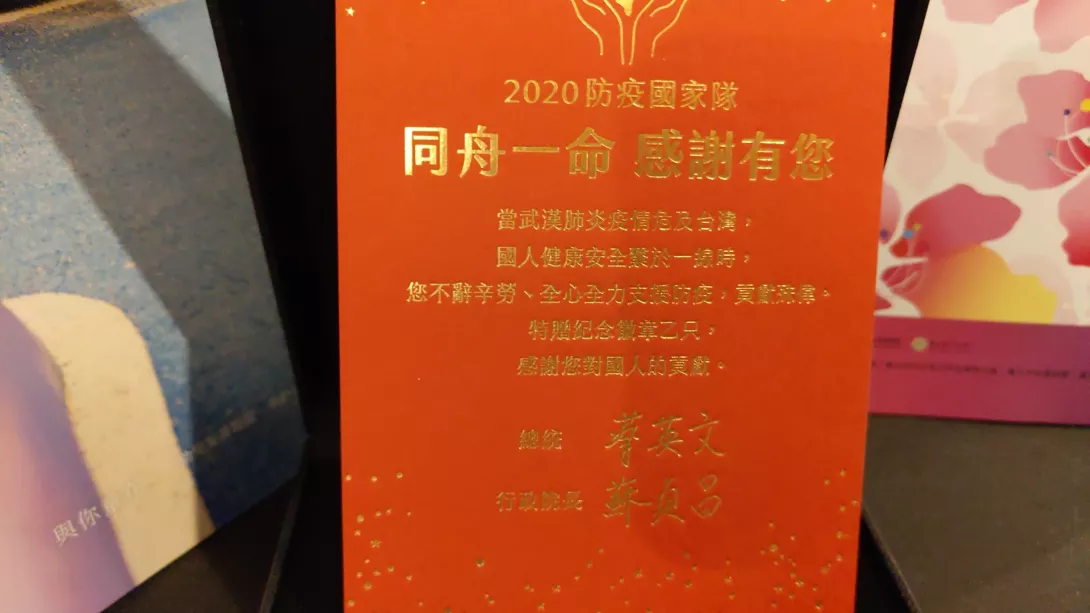 2020防疫國家隊
同舟一命 感謝有您
當武漢肺炎疫情危及台灣，
國人健康安全繫於一線時，
您不辭辛勞、全心全力支援防疫，貢獻殊偉。
特贈紀念徽章乙只，
感謝您對國人的貢獻。
總統 蔡英文
行政院長 蘇貞昌
與你